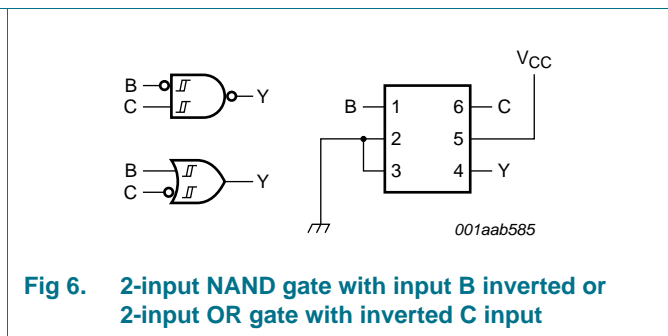 B
C
Y
B
C
Y
VCC
B 1 6 C
2 5
3 4 Y
001aab585
Fig 6. 2-input NAND gate with input B inverted or
2-input OR gate with inverted C input